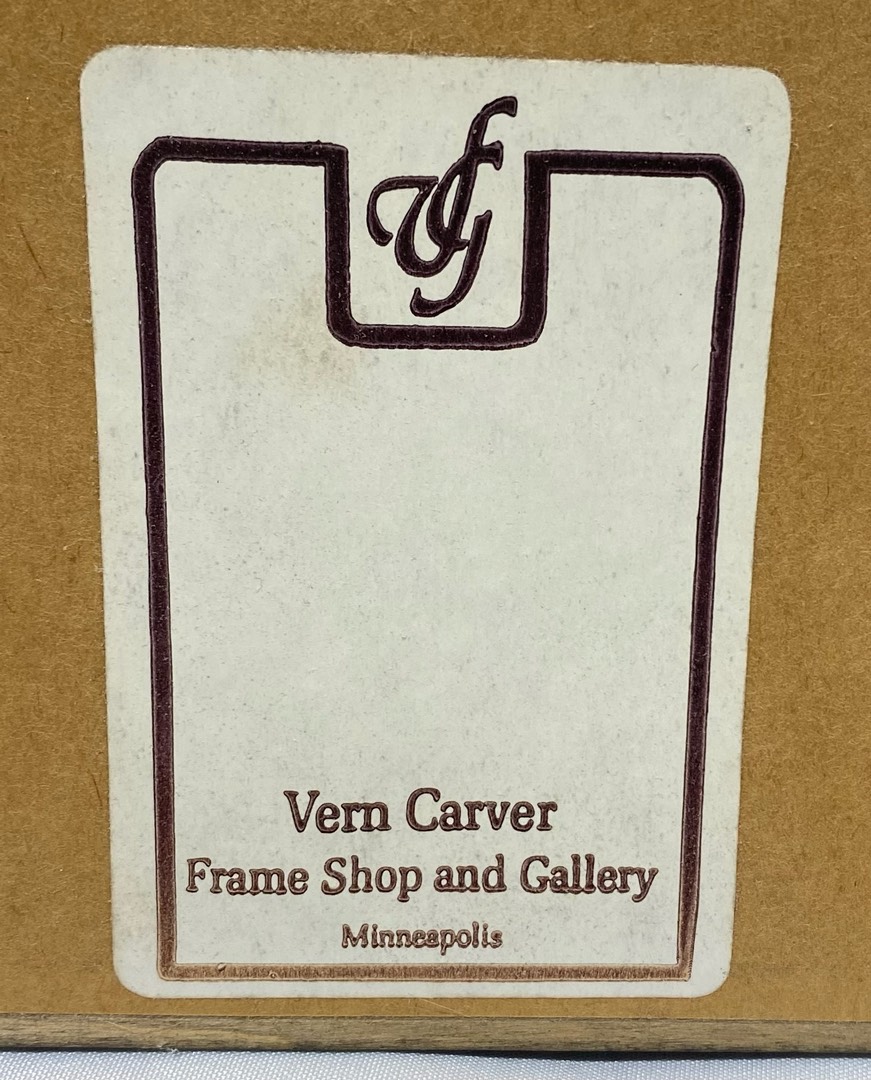 Vern Carver
Frame Shop and Gallery
Minneapolis